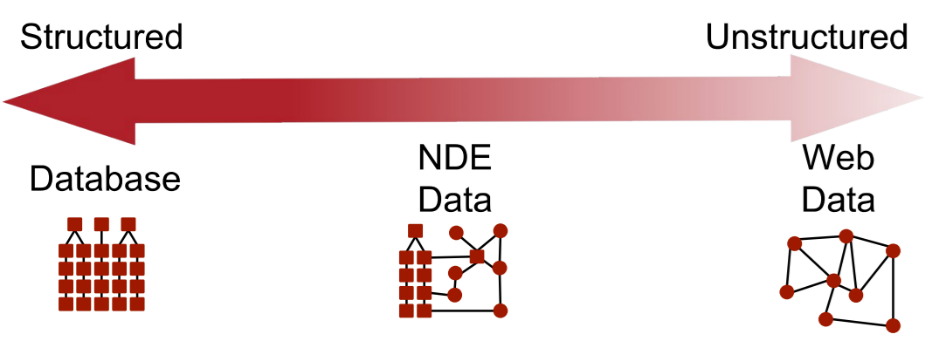 Structured
Unstructured
Database
NDE
Data
Web
Data